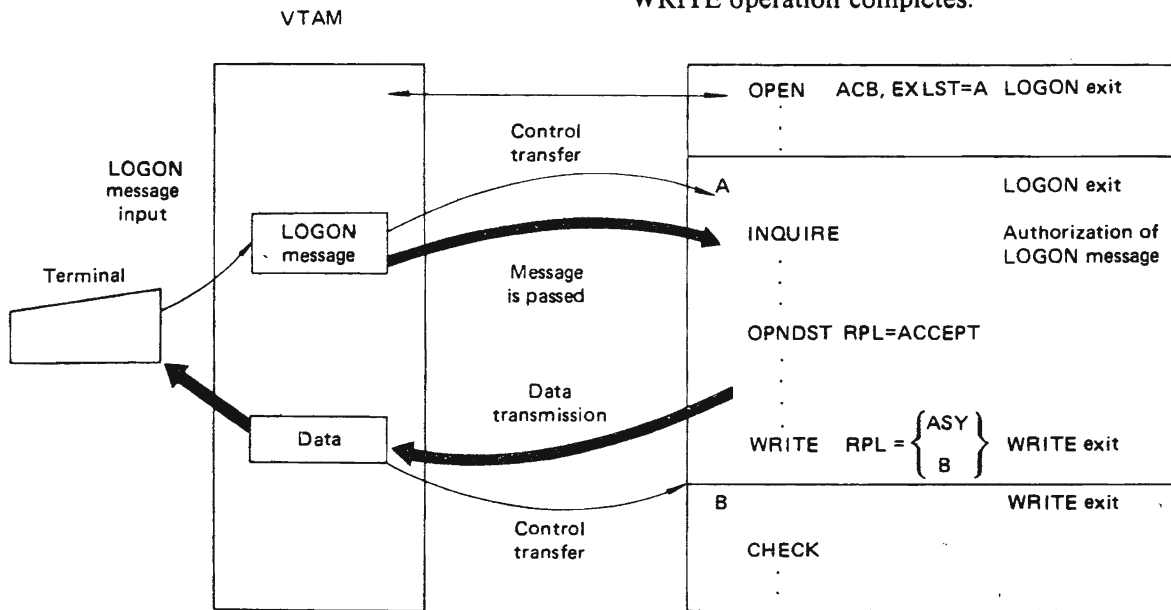 WRITE operation completes.
VTAM
OPEN ACB, EXLST=A LOGON exit
Control
transfer
LOGON
message
input
A LOGON exit
LOGON
message
INQUIRE Authorization of
LOGON message
Terminal
Message
is passed
OPNDST RPL=ACCEPT
Data
transmission
Data
WRITE RPL = { ASY
B } WRITE exit
B WRITE exit
Control
transfer
CHECK